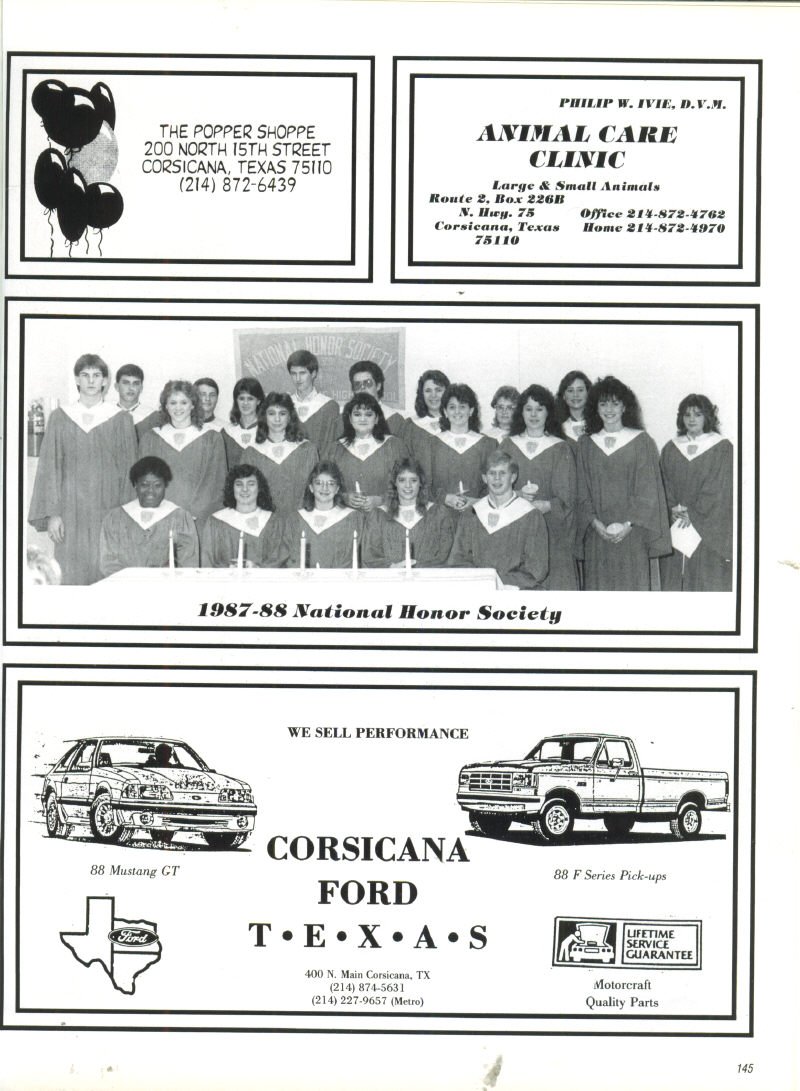 THE POPPER SHOPPE
200 NORTH 15TH STREET
CORSICANA, TEXAS 75110
(214) 872-6439
PHILIP W. IVIE, D.V.M.
ANIMAL CARE
CLINIC
Large & Small Animals
Route 2, Box 226B
N. Hwy. 75
Corsicana, Texas
75110
Office 214-872-4762
Home 214-872-4970
NATIONAL HONOR SOCIETY
1987-88 National Honor Society
WE SELL PERFORMANCE
88 Mustang GT
88 F Series Pick-ups
CORSICANA
FORD
T•E•X•A•S
Ford
400 N. Main Corsicana, TX
(214) 874-5631
(214) 227-9657 (Metro)
LIFETIME
SERVICE
GUARANTEE
Motorcraft
Quality Parts
145